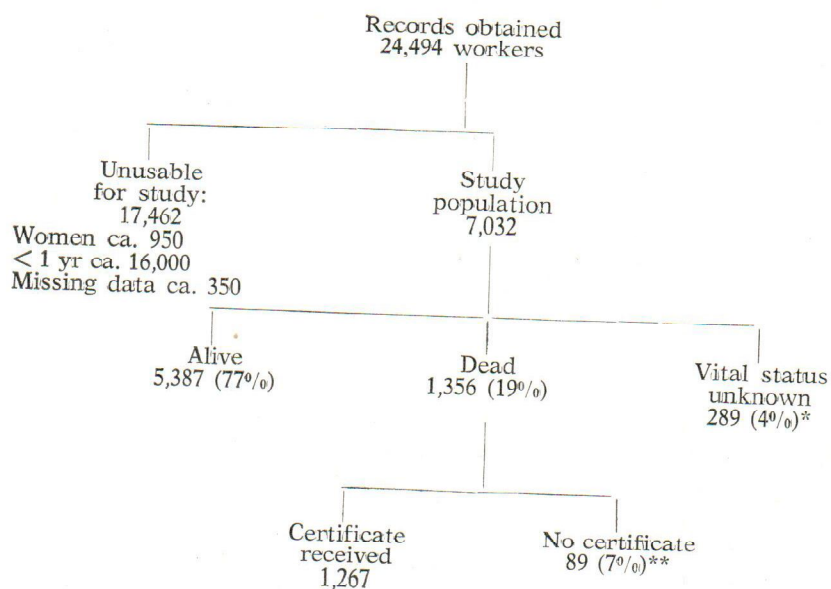 Records obtained
24,494 workers
Unusable
for study:
17,462
Women ca. 950
< 1 yr ca. 16,000
Missing data ca. 350
Study
population
7,032
Alive
5,387 (77%)
Dead
1,356 (19%)
Vital status
unknown
289 (4%)*
Certificate
received
1,267
No certificate
89 (7%)**